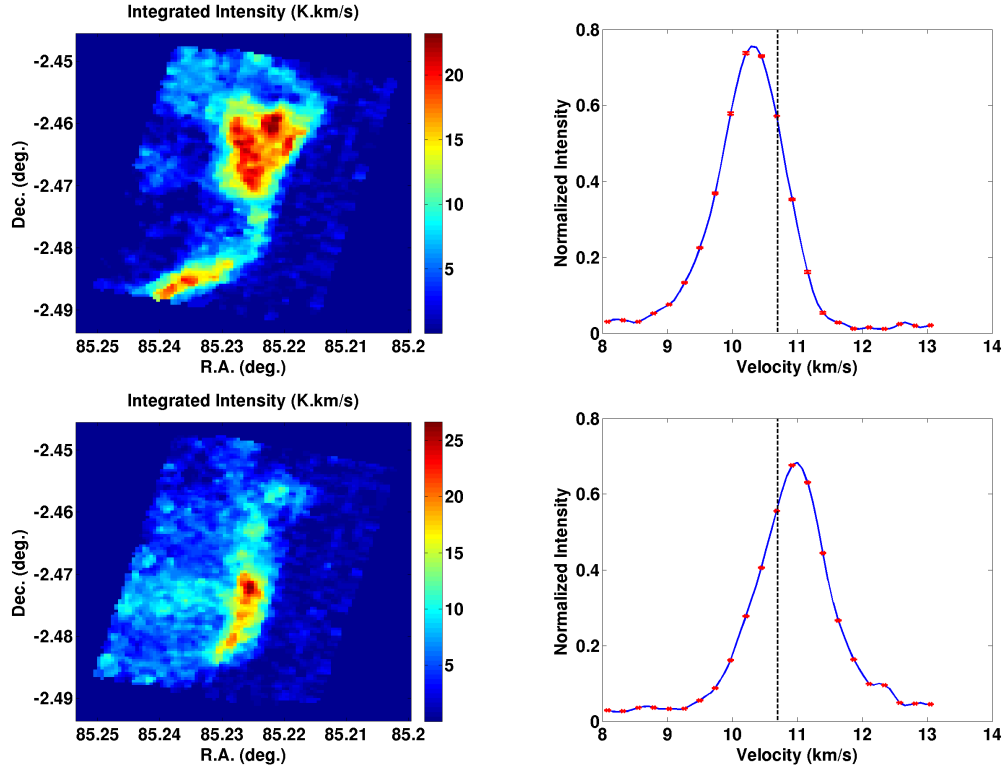 Integrated Intensity (K.km/s)
-2.45
-2.46
-2.47
-2.48
-2.49
Dec. (deg.)
85.25 85.24 85.23 85.22 85.21 85.2
R.A. (deg.)
20
15
10
5
0.8
0.6
0.4
0.2
0
Normalized Intensity
8 9 10 11 12 13 14
Velocity (km/s)
Integrated Intensity (K.km/s)
-2.45
-2.46
-2.47
-2.48
-2.49
Dec. (deg.)
85.25 85.24 85.23 85.22 85.21 85.2
R.A. (deg.)
25
20
15
10
5
0.8
0.6
0.4
0.2
0
Normalized Intensity
8 9 10 11 12 13 14
Velocity (km/s)